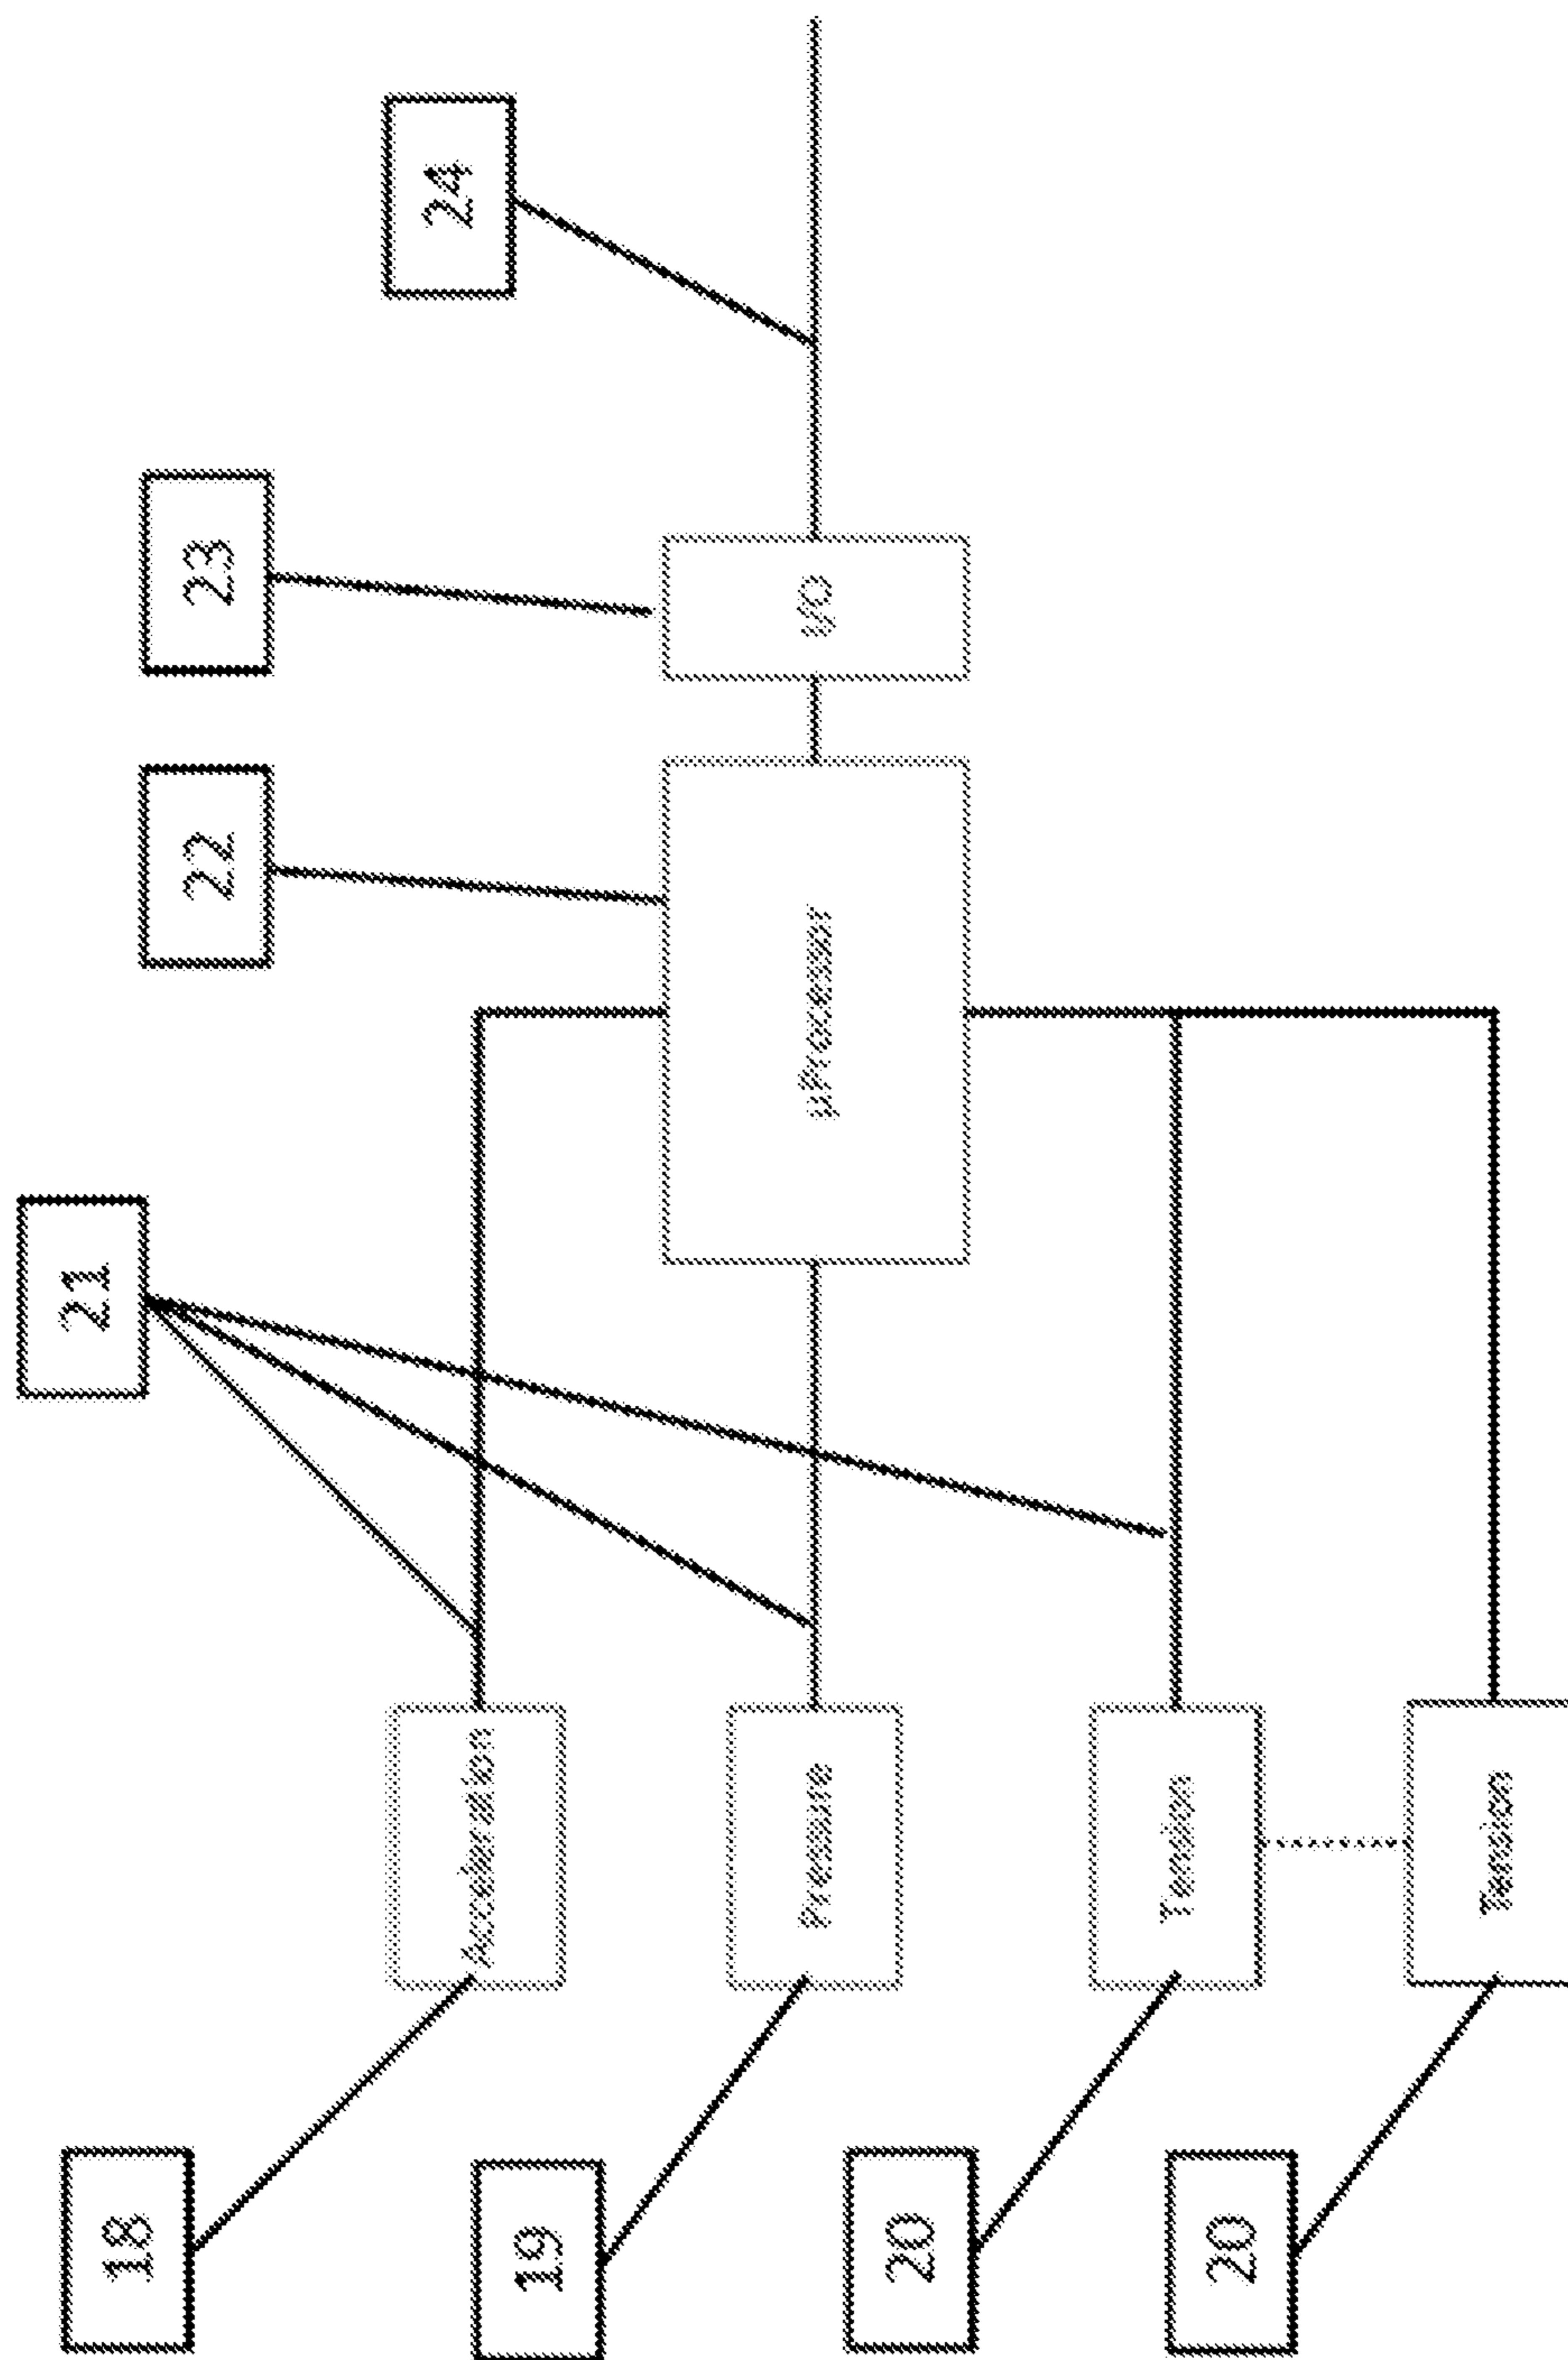 18
19
20
20
Acceleration
Pressure
Tension
Tension
21
22
µProcessor
23
I/O
24